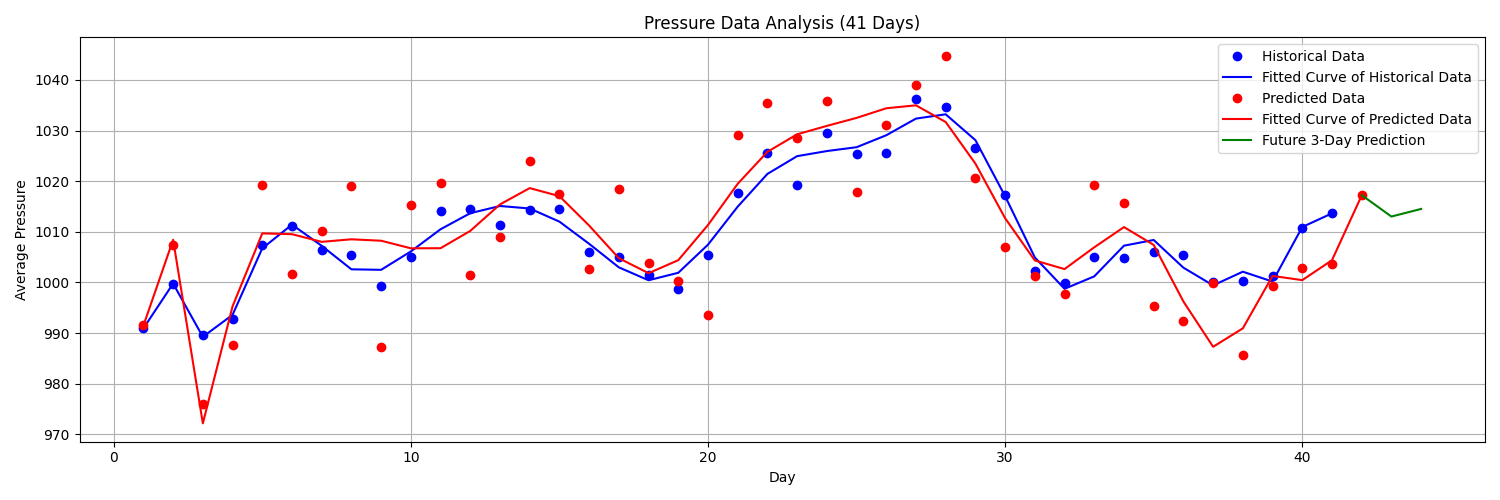 Pressure Data Analysis (41 Days)
Historical Data
Fitted Curve of Historical Data
Predicted Data
Fitted Curve of Predicted Data
Future 3-Day Prediction
Average Pressure
1040
1030
1020
1010
1000
990
980
970
0 10 20 30 40
Day